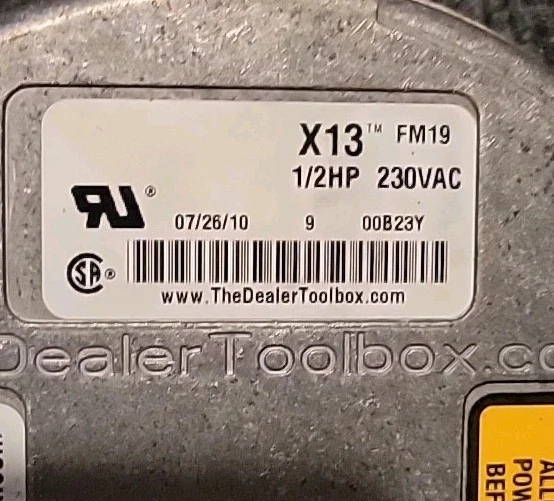 X13™ FM19
1/2HP 230VAC
07/26/10 9 00B23Y
www.TheDealerToolbox.com
DealerToolbox.co